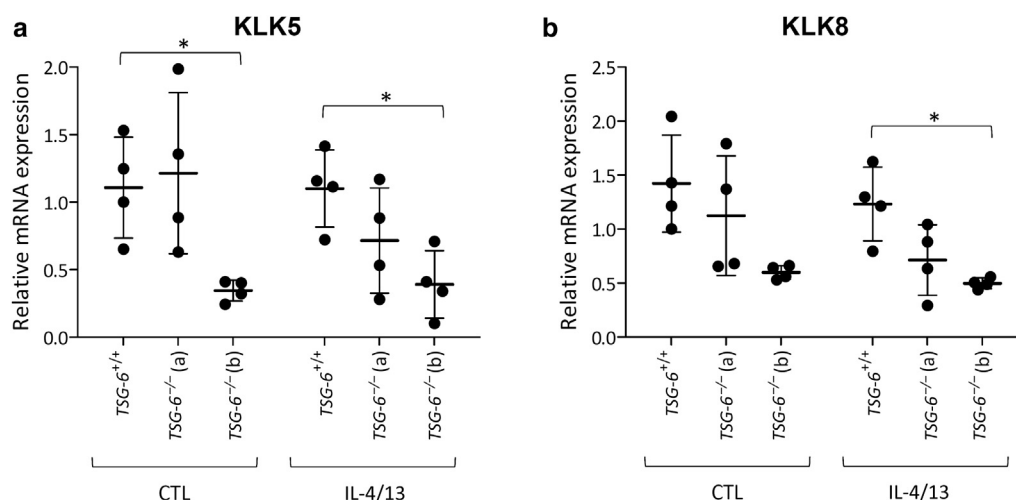 a KLK5
*
*
Relative mRNA expression
2.0
1.5
1.0
0.5
0.0
TSG-6+/+
TSG-6−/− (a)
TSG-6−/− (b)
TSG-6+/+
TSG-6−/− (a)
TSG-6−/− (b)
CTL IL-4/13
b KLK8
*
Relative mRNA expression
2.5
2.0
1.5
1.0
0.5
0.0
TSG-6+/+
TSG-6−/− (a)
TSG-6−/− (b)
TSG-6+/+
TSG-6−/− (a)
TSG-6−/− (b)
CTL IL-4/13